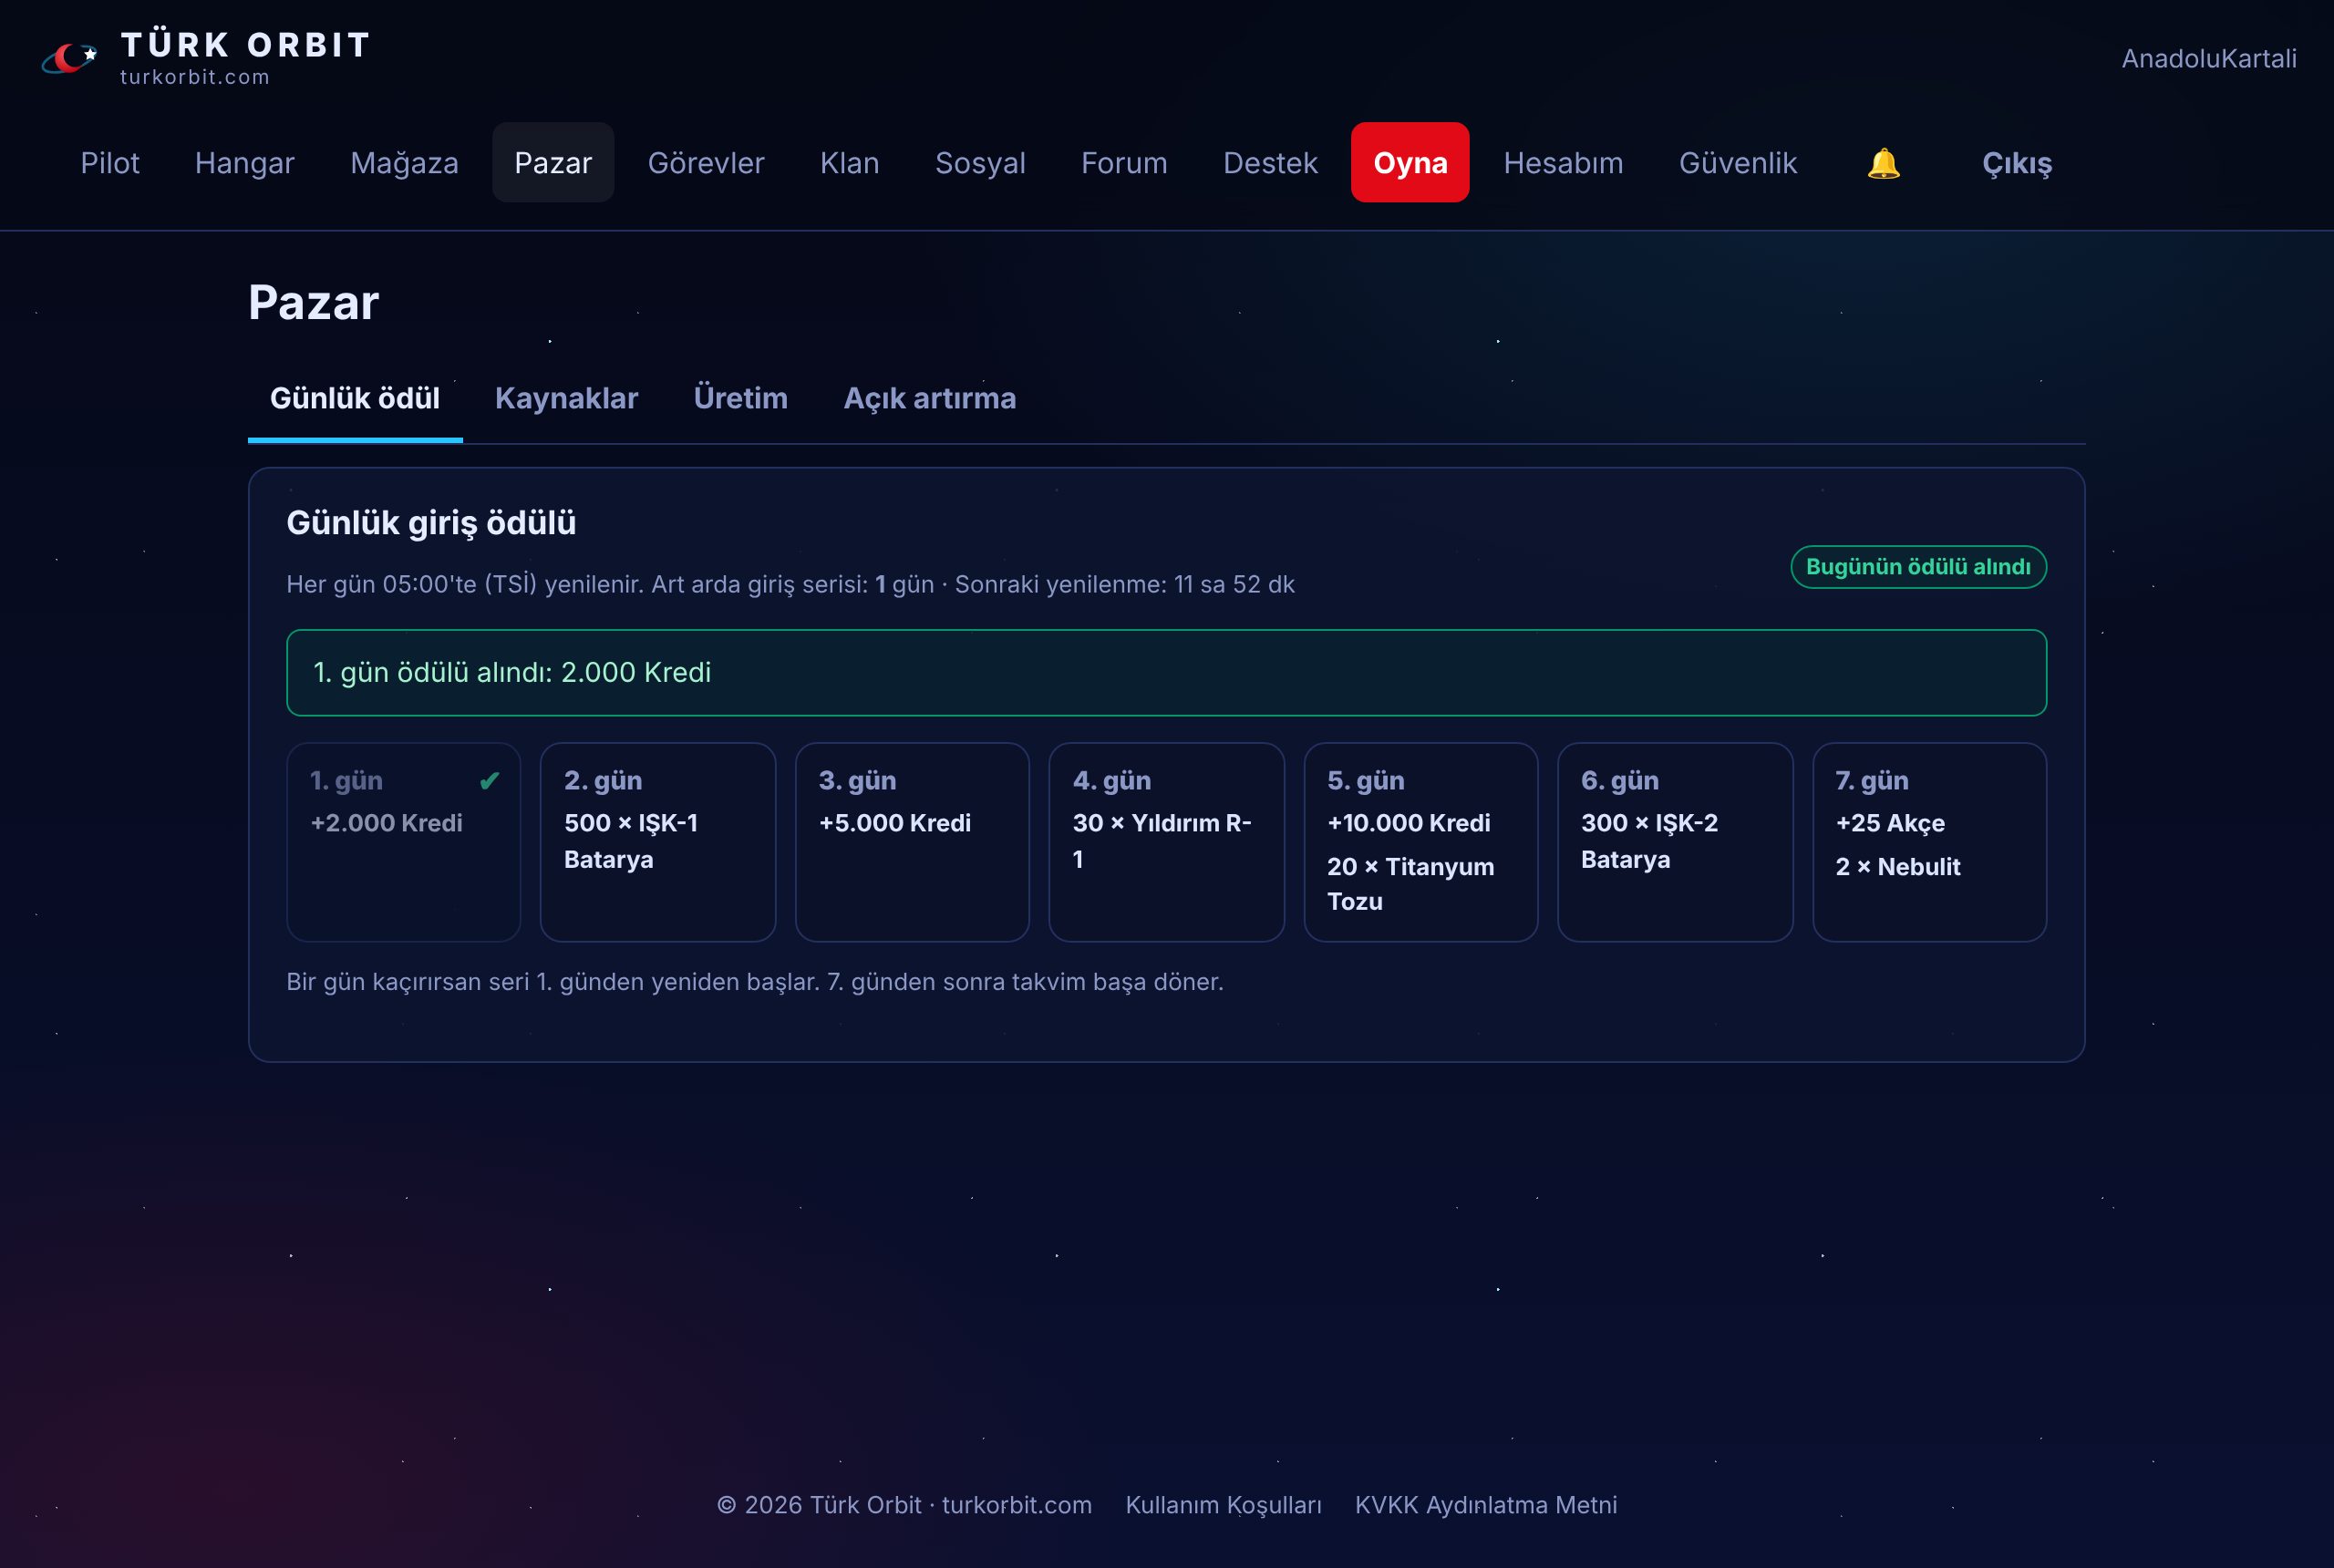 TÜRK ORBIT
turkorbit.com
AnadoluKartali
Pilot Hangar Mağaza Pazar Görevler Klan Sosyal Forum Destek Oyna Hesabım Güvenlik 🔔 Çıkış
Pazar
Günlük ödül Kaynaklar Üretim Açık artırma
Günlük giriş ödülü
Her gün 05:00'te (TSİ) yenilenir. Art arda giriş serisi: 1 gün · Sonraki yenilenme: 11 sa 52 dk
Bugünün ödülü alındı
1. gün ödülü alındı: 2.000 Kredi
1. gün ✔
+2.000 Kredi
2. gün
500 × IŞK-1
Batarya
3. gün
+5.000 Kredi
4. gün
30 × Yıldırım R-
1
5. gün
+10.000 Kredi
20 × Titanyum
Tozu
6. gün
300 × IŞK-2
Batarya
7. gün
+25 Akçe
2 × Nebulit
Bir gün kaçırırsan seri 1. günden yeniden başlar. 7. günden sonra takvim başa döner.
© 2026 Türk Orbit · turkorbit.com Kullanım Koşulları KVKK Aydınlatma Metni